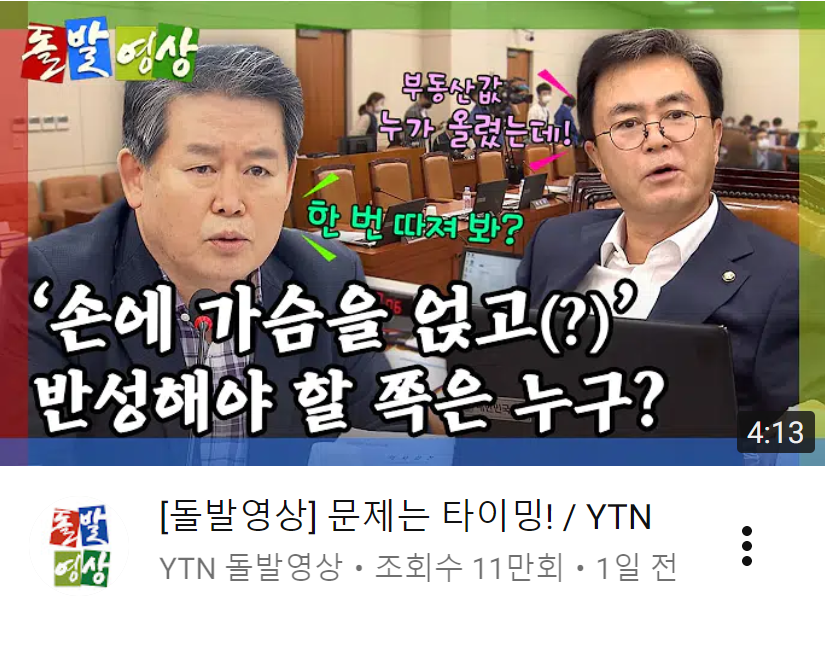 돌발영상
부동산값
누가 올렸는데!
한 번 따져 봐?
‘손에 가슴을 얹고(?)’
반성해야 할 쪽은 누구?
4:13
돌발
영상
[돌발영상] 문제는 타이밍! / YTN
YTN 돌발영상 • 조회수 11만회 • 1일 전